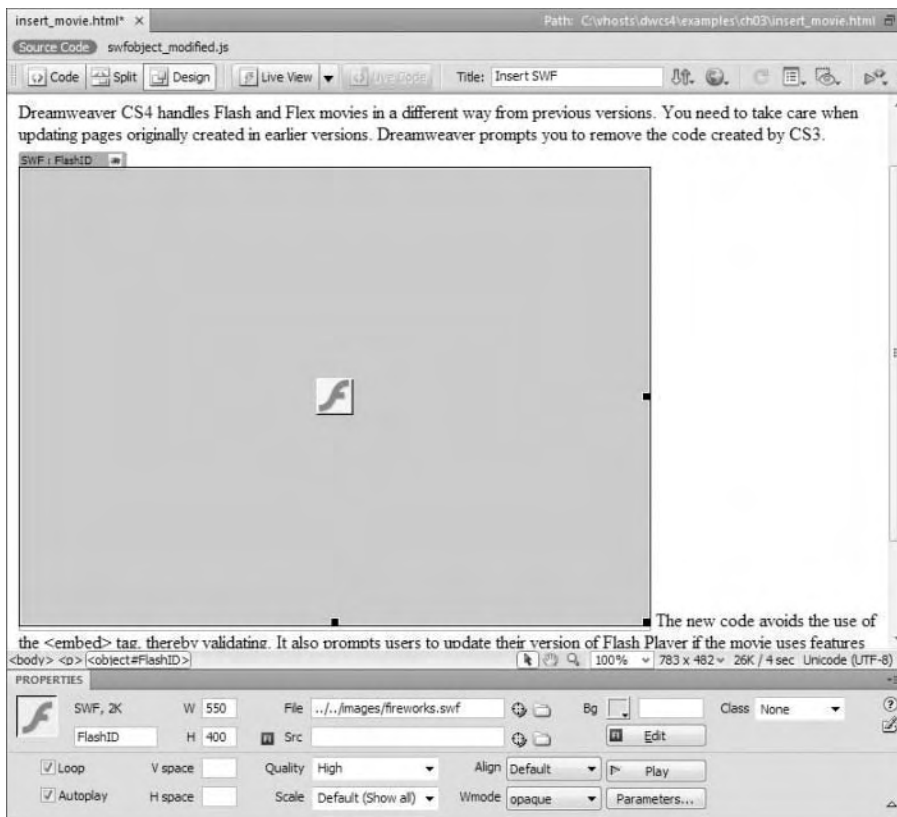 insert_movie.html* × Path: C:\vhosts\dwcs4\examples\ch03\insert_movie.html
Source Code swfobject_modified.js
Code Split Design Live View Live Code Title: Insert SWF
Dreamweaver CS4 handles Flash and Flex movies in a different way from previous versions. You need to take care when
updating pages originally created in earlier versions. Dreamweaver prompts you to remove the code created by CS3.
SWF : FlashID
The new code avoids the use of
the <embed> tag, thereby validating. It also prompts users to update their version of Flash Player if the movie uses features
<body> <p> <object#FlashID> 100% 783 x 482 26K / 4 sec Unicode (UTF-8)
PROPERTIES
SWF, 2K W 550 File ../../images/fireworks.swf Bg Class None
FlashID H 400 Src Edit
Loop V space Quality High Align Default Play
Autoplay H space Scale Default (Show all) Wmode opaque Parameters...